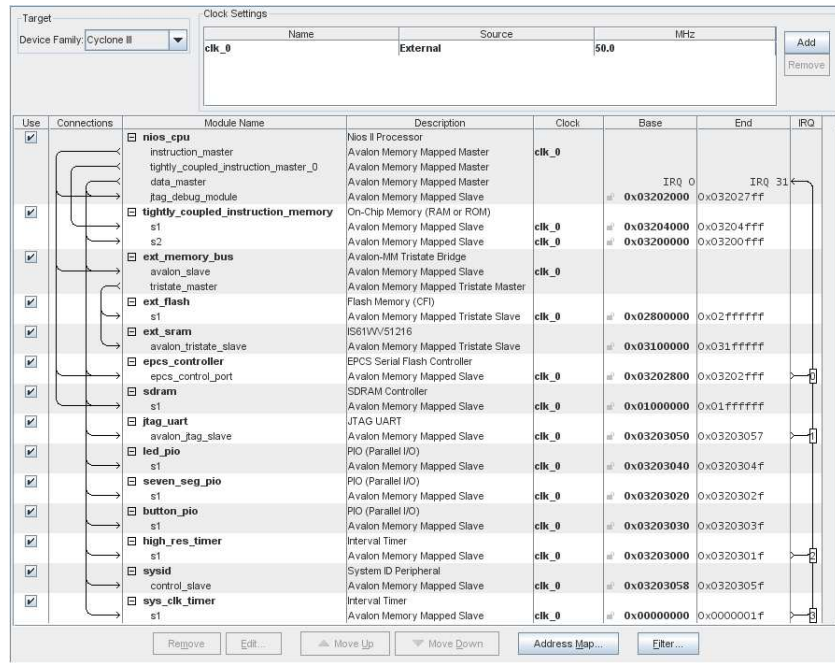 Target
Device Family: Cyclone III
Clock Settings
Name Source MHz
clk_0 External 50.0
Add
Remove
Use Connections Module Name Description Clock Base End IRQ
nios_cpu Nios II Processor
instruction_master Avalon Memory Mapped Master clk_0
tightly_coupled_instruction_master_0 Avalon Memory Mapped Master
data_master Avalon Memory Mapped Master IRQ 0 IRQ 31
jtag_debug_module Avalon Memory Mapped Slave 0x03202000 0x032027ff
tightly_coupled_instruction_memory On-Chip Memory (RAM or ROM)
s1 Avalon Memory Mapped Slave clk_0 0x03204000 0x03204fff
s2 Avalon Memory Mapped Slave clk_0 0x03200000 0x03200fff
ext_memory_bus Avalon-MM Tristate Bridge
avalon_slave Avalon Memory Mapped Slave clk_0
tristate_master Avalon Memory Mapped Tristate Master
ext_flash Flash Memory (CFI)
s1 Avalon Memory Mapped Tristate Slave clk_0 0x02800000 0x02ffffff
ext_sram IS61WV51216
avalon_tristate_slave Avalon Memory Mapped Tristate Slave 0x03100000 0x031fffff
epcs_controller EPCS Serial Flash Controller
epcs_control_port Avalon Memory Mapped Slave clk_0 0x03202800 0x03202fff 0
sdram SDRAM Controller
s1 Avalon Memory Mapped Slave clk_0 0x01000000 0x01ffffff
jtag_uart JTAG UART
avalon_jtag_slave Avalon Memory Mapped Slave clk_0 0x03203050 0x03203057 1
led_pio PIO (Parallel I/O)
s1 Avalon Memory Mapped Slave clk_0 0x03203040 0x0320304f
seven_seg_pio PIO (Parallel I/O)
s1 Avalon Memory Mapped Slave clk_0 0x03203020 0x0320302f
button_pio PIO (Parallel I/O)
s1 Avalon Memory Mapped Slave clk_0 0x03203030 0x0320303f
high_res_timer Interval Timer
s1 Avalon Memory Mapped Slave clk_0 0x03203000 0x0320301f 2
sysid System ID Peripheral
control_slave Avalon Memory Mapped Slave clk_0 0x03203058 0x0320305f
sys_clk_timer Interval Timer
s1 Avalon Memory Mapped Slave clk_0 0x00000000 0x0000001f 3
Remove Edit... Move Up Move Down Address Map... Filter...